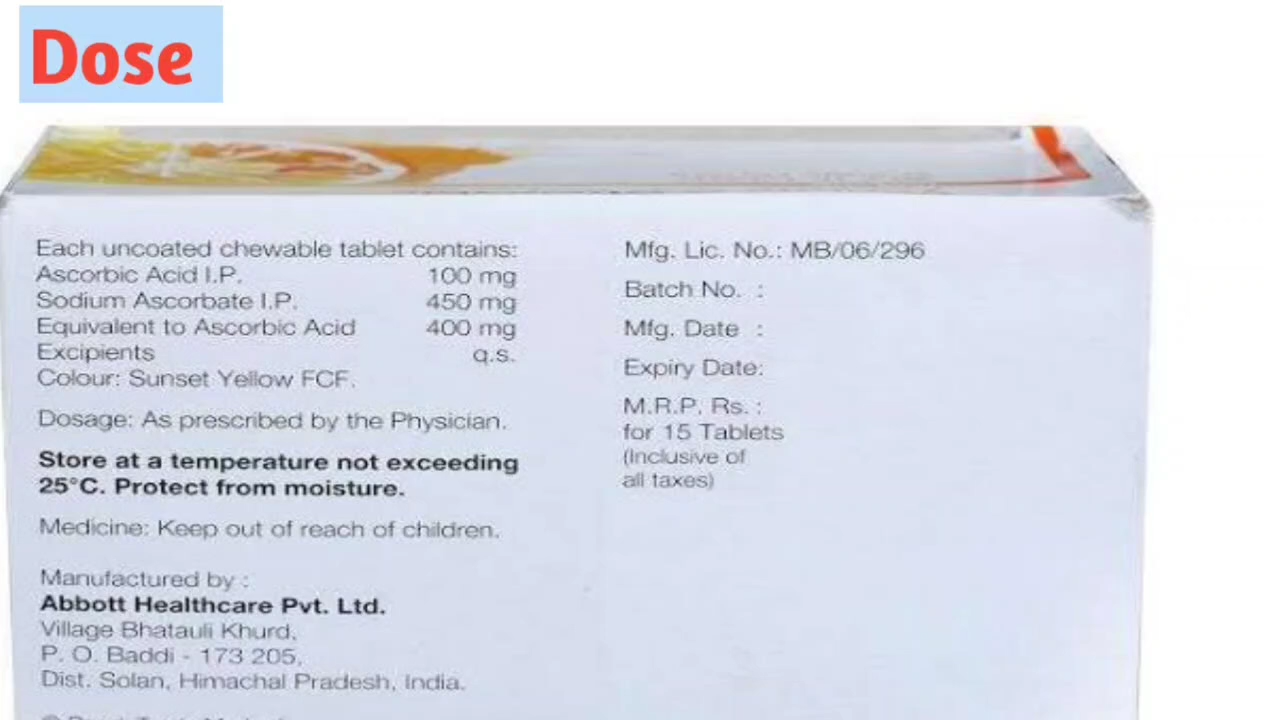 Dose
Each uncoated chewable tablet contains:
Ascorbic Acid I.P. 100 mg
Sodium Ascorbate I.P. 450 mg
Equivalent to Ascorbic Acid 400 mg
Excipients q.s.
Colour: Sunset Yellow FCF.
Dosage: As prescribed by the Physician.
Store at a temperature not exceeding
25°C. Protect from moisture.
Medicine: Keep out of reach of children.
Manufactured by :
Abbott Healthcare Pvt. Ltd.
Village Bhatauli Khurd,
P. O. Baddi - 173 205,
Dist. Solan, Himachal Pradesh, India.
Mfg. Lic. No.: MB/06/296
Batch No. :
Mfg. Date :
Expiry Date:
M.R.P. Rs. :
for 15 Tablets
(Inclusive of
all taxes)